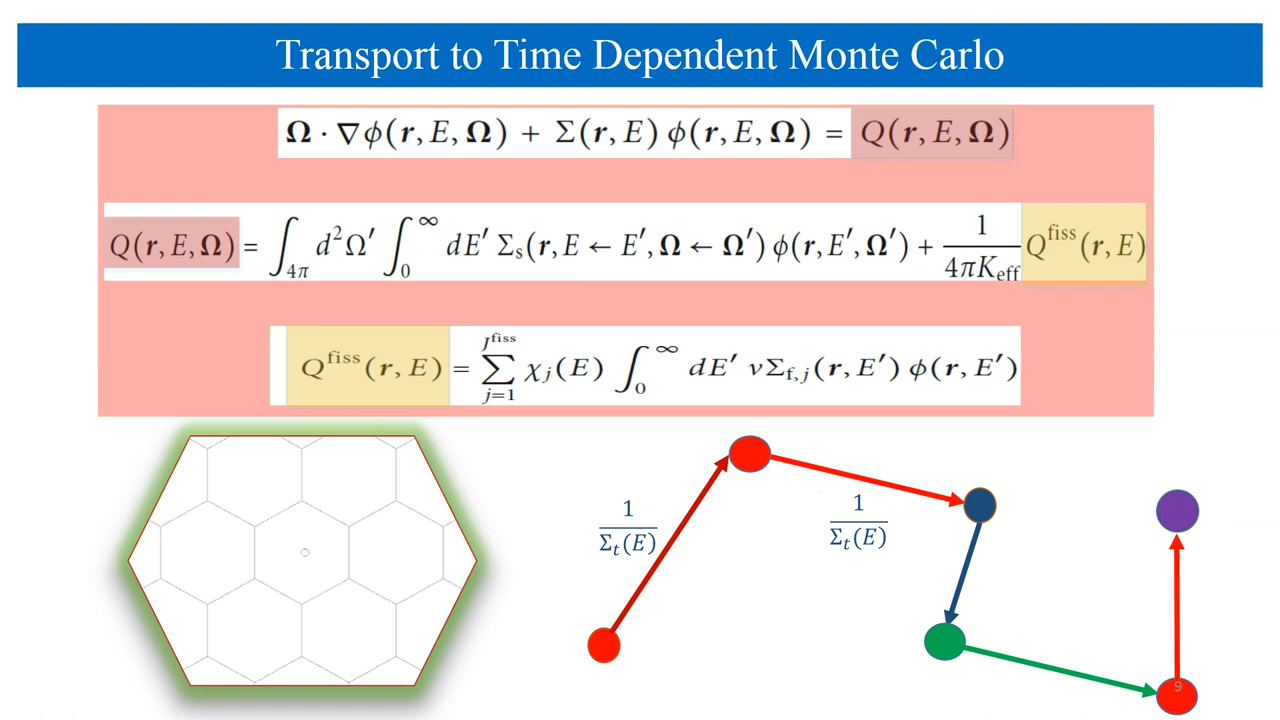 Transport to Time Dependent Monte Carlo
Ω · ∇ϕ(r, E, Ω) + Σ(r, E) ϕ(r, E, Ω) = Q(r, E, Ω)
Q(r, E, Ω) = ∫_{4π} d²Ω′ ∫_0^∞ dE′ Σ_s(r, E ← E′, Ω ← Ω′) ϕ(r, E′, Ω′) + 1/(4πK_eff) Q^fiss(r, E)
Q^fiss(r, E) = ∑_{j=1}^{J^fiss} χ_j(E) ∫_0^∞ dE′ νΣ_{f,j}(r, E′) ϕ(r, E′)
1/Σ_t(E)
1/Σ_t(E)
9